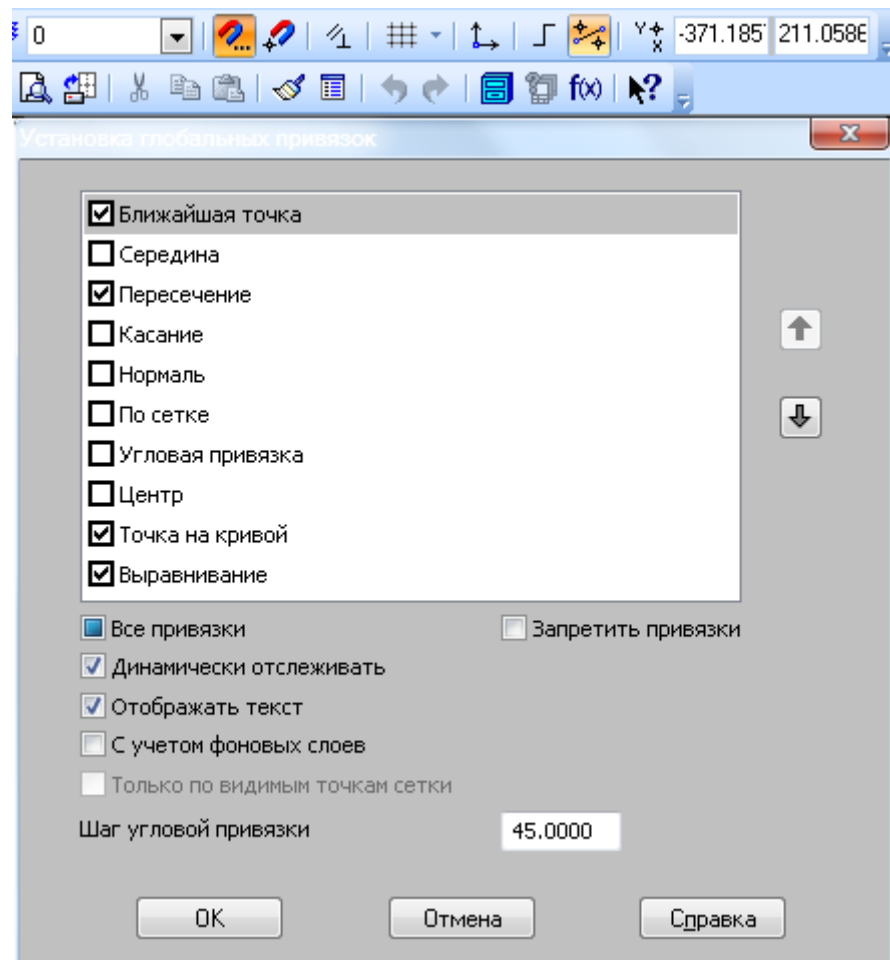 0 Y X -371.185 211.058
f(x) ?
Установка глобальных привязок
Ближайшая точка
Середина
Пересечение
Касание
Нормаль
По сетке
Угловая привязка
Центр
Точка на кривой
Выравнивание
Все привязки Запретить привязки
Динамически отслеживать
Отображать текст
С учетом фоновых слоев
Только по видимым точкам сетки
Шаг угловой привязки 45.0000
OK Отмена Справка